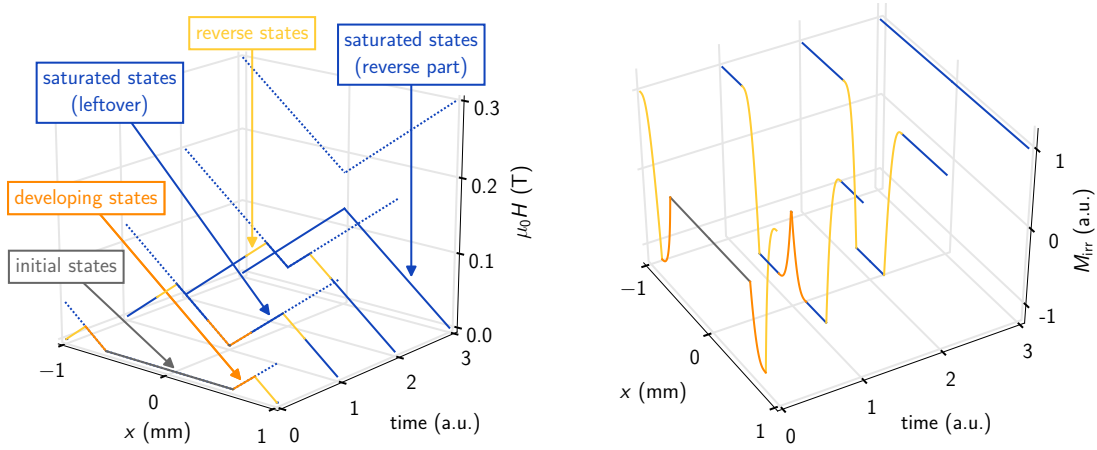 reverse states
saturated states
(reverse part)
saturated states
(leftover)
developing states
initial states
0.3
0.2
0.1
0.0
μ₀H (T)
−1
0
1
x (mm)
0
1
2
3
time (a.u.)
1
0
-1
Mᵢᵣᵣ (a.u.)
−1
0
1
x (mm)
0
1
2
3
time (a.u.)